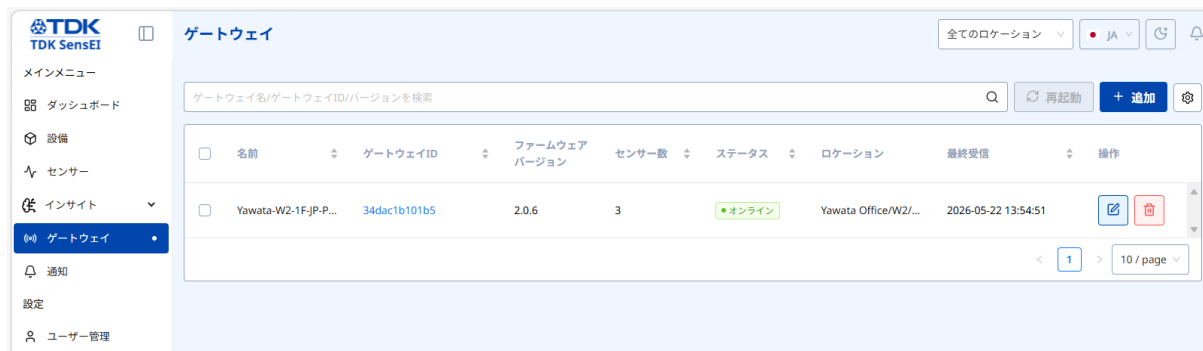 TDK
TDK SensEI
メインメニュー
ダッシュボード
設備
センサー
インサイト
ゲートウェイ
通知
設定
ユーザー管理
ゲートウェイ
全てのロケーション
JA
ゲートウェイ名/ゲートウェイID/バージョンを検索
再起動
+ 追加
名前
ゲートウェイID
ファームウェア
バージョン
センサー数
ステータス
ロケーション
最終受信
操作
Yawata-W2-1F-JP-P...
34dac1b101b5
2.0.6
3
オンライン
Yawata Office/W2/...
2026-05-22 13:54:51
< 1 >
10 / page